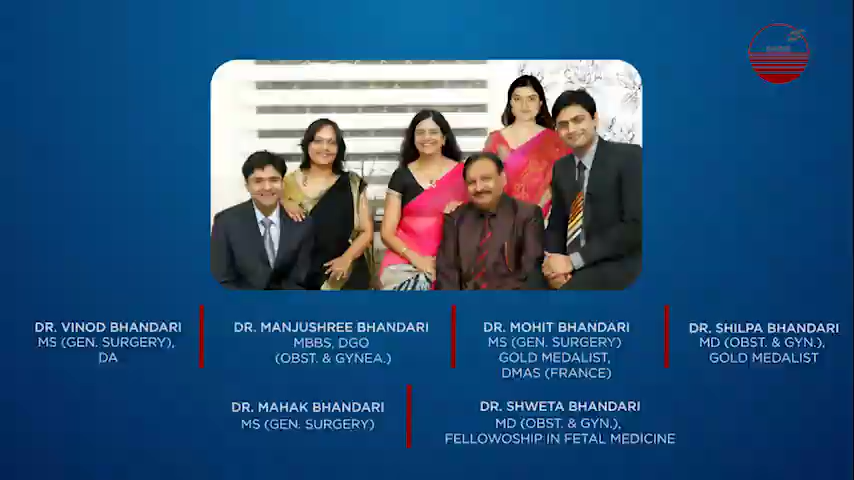 DR. VINOD BHANDARI
MS (GEN. SURGERY),
DA
DR. MANJUSHREE BHANDARI
MBBS, DGO
(OBST. & GYNEA.)
DR. MOHIT BHANDARI
MS (GEN. SURGERY)
GOLD MEDALIST,
DMAS (FRANCE)
DR. SHILPA BHANDARI
MD (OBST. & GYN.),
GOLD MEDALIST
DR. MAHAK BHANDARI
MS (GEN. SURGERY)
DR. SHWETA BHANDARI
MD (OBST. & GYN.),
FELLOWOSHIP IN FETAL MEDICINE